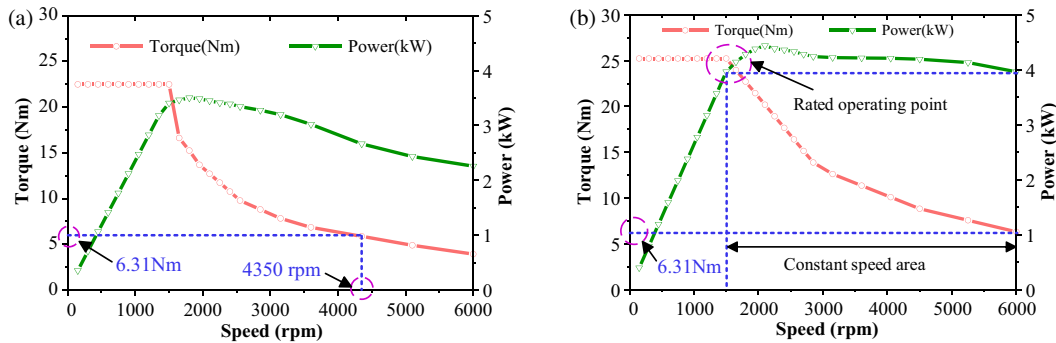 (a)
Torque(Nm) Power(kW)
Torque (Nm)
30
25
20
15
10
5
0
5
4
3
2
1
0
Power (kW)
6.31Nm
4350 rpm
0 1000 2000 3000 4000 5000 6000
Speed (rpm)
(b)
Torque(Nm) Power(kW)
Torque (Nm)
30
25
20
15
10
5
0
5
4
3
2
1
0
Power (kW)
Rated operating point
6.31Nm
Constant speed area
0 1000 2000 3000 4000 5000 6000
Speed (rpm)